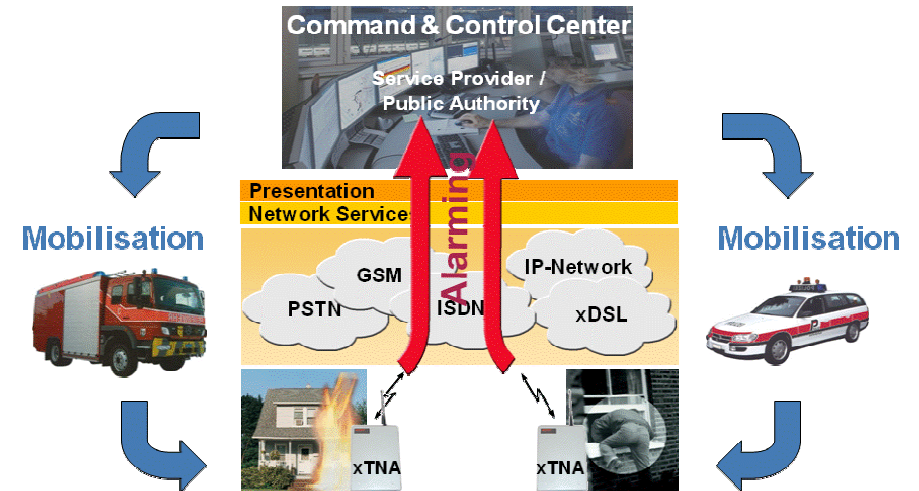 Command & Control Center
Service Provider /
Public Authority
Presentation
Network Services
Alarming
Mobilisation
Mobilisation
GSM
IP-Network
PSTN
ISDN
xDSL
xTNA
xTNA